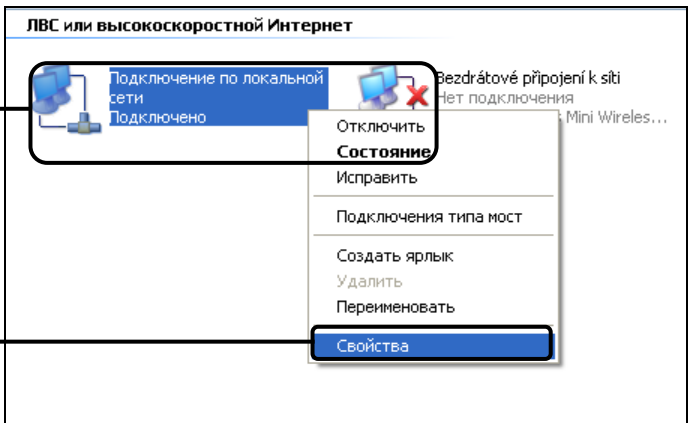 ЛВС или высокоскоростной Интернет
Подключение по локальной
сети
Подключено
Bezdrátové připojení k síti
Нет подключения
Mini Wireles...
Отключить
Состояние
Исправить
Подключения типа мост
Создать ярлык
Удалить
Переименовать
Свойства